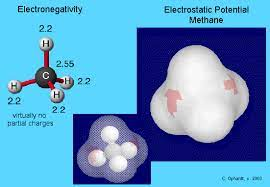 Electronegativity
2.2
H
2.55
C
H
H
H
2.2
2.2
2.2
virtually no
partial charges
Electrostatic Potential
Methane
C. Ophardt, c. 2003